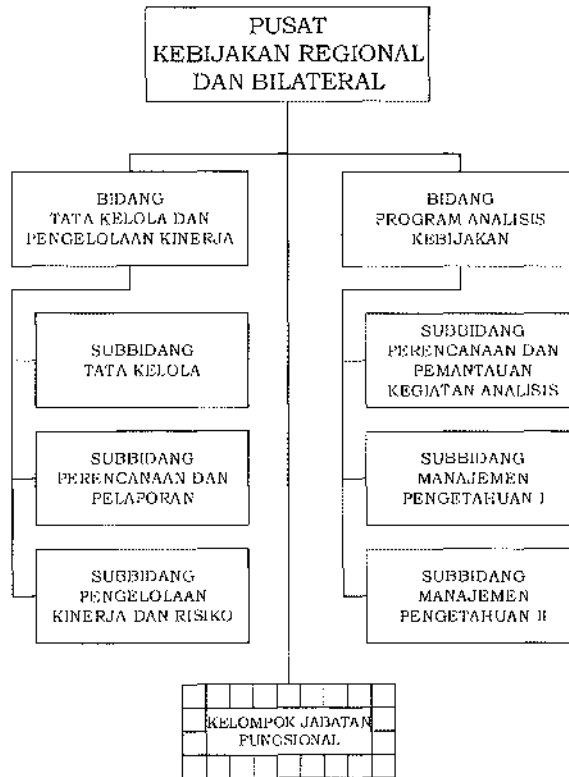 PUSAT
KEBIJAKAN REGIONAL
DAN BILATERAL
BIDANG
TATA KELOLA DAN
PENGELOLAAN KINERJA
SUBBIDANG
TATA KELOLA
SUBBIDANG
PERENCANAAN DAN
PELAPORAN
SUBBIDANG
PENGELOLAAN
KINERJA DAN RISIKO
BIDANG
PROGRAM ANALISIS
KEBIJAKAN
SUBBIDANG
PERENCANAAN DAN
PEMANTAUAN
KEGIATAN ANALISIS
SUBBIDANG
MANAJEMEN
PENGETAHUAN I
SUBBIDANG
MANAJEMEN
PENGETAHUAN II
KELOMPOK JABATAN
FUNGSIONAL